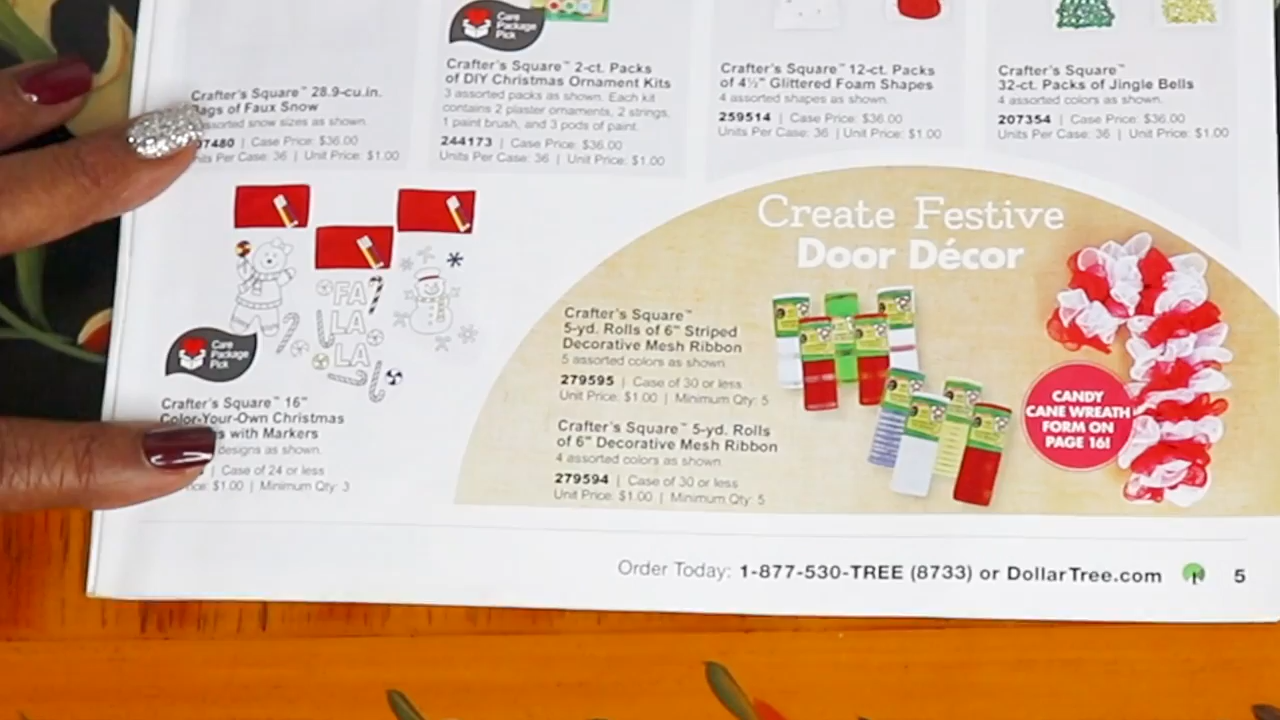 Care
Package
Pick
Crafter's Square™ 28.9-cu.in.
Bags of Faux Snow
assorted snow sizes as shown.
07480 | Case Price: $36.00
Units Per Case: 36 | Unit Price: $1.00
Crafter's Square™ 2-ct. Packs
of DIY Christmas Ornament Kits
3 assorted packs as shown. Each kit
contains 2 plaster ornaments, 2 strings,
1 paint brush, and 3 pods of paint.
244173 | Case Price: $36.00
Units Per Case: 36 | Unit Price: $1.00
Crafter's Square™ 12-ct. Packs
of 4½" Glittered Foam Shapes
4 assorted shapes as shown.
259514 | Case Price: $36.00
Units Per Case: 36 | Unit Price: $1.00
Crafter's Square™
32-ct. Packs of Jingle Bells
4 assorted colors as shown.
207354 | Case Price: $36.00
Units Per Case: 36 | Unit Price: $1.00
FA
LA
LA
LA
Care
Package
Pick
Crafter's Square™ 16"
Color-Your-Own Christmas
with Markers
designs as shown.
| Case of 24 or less
$1.00 | Minimum Qty: 3
Create Festive
Door Décor
Crafter's Square™
5-yd. Rolls of 6" Striped
Decorative Mesh Ribbon
5 assorted colors as shown.
279595 | Case of 30 or less
Unit Price: $1.00 | Minimum Qty: 5
Crafter's Square™ 5-yd. Rolls
of 6" Decorative Mesh Ribbon
4 assorted colors as shown.
279594 | Case of 30 or less
Unit Price: $1.00 | Minimum Qty: 5
CANDY
CANE WREATH
FORM ON
PAGE 16!
Order Today: 1-877-530-TREE (8733) or DollarTree.com 5